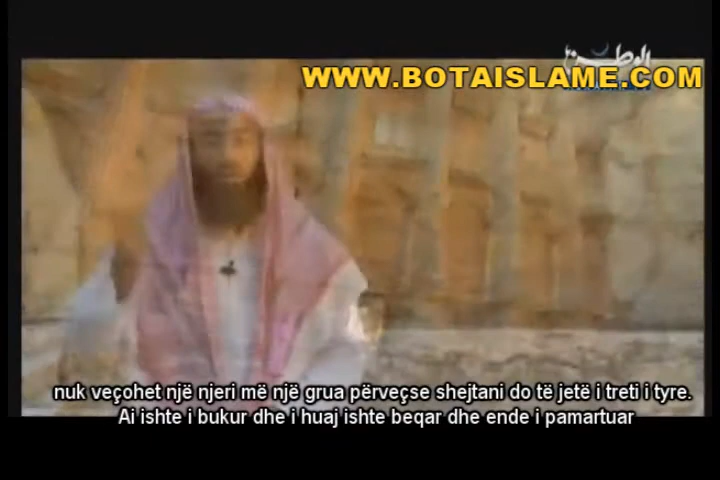 الوطن
WWW.BOTAISLAME.COM
nuk veçohet një njeri më një grua përveçse shejtani do të jetë i treti i tyre.
Ai ishte i bukur dhe i huaj ishte beqar dhe ende i pamartuar